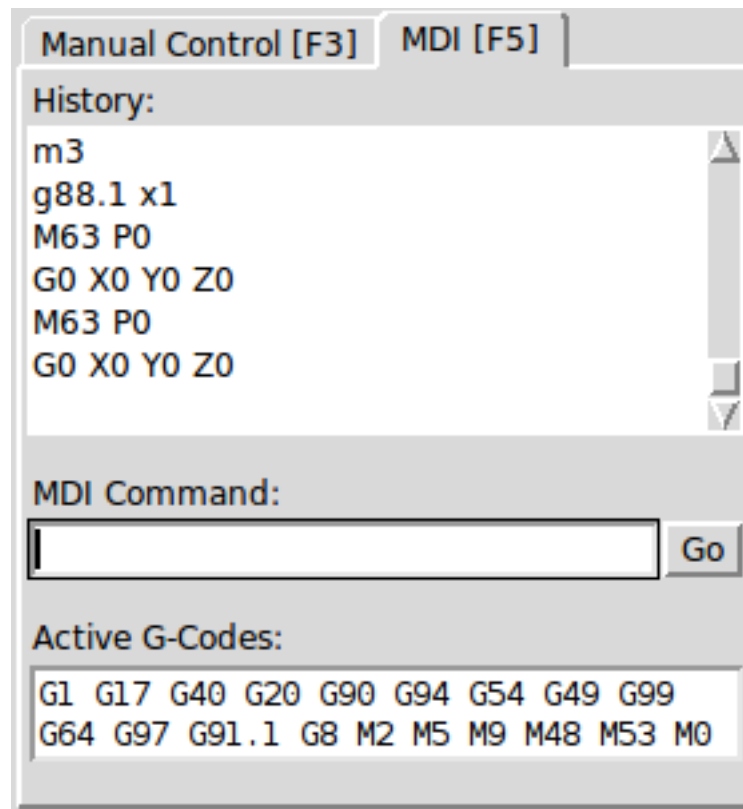 Manual Control [F3] MDI [F5]
History:
m3
g88.1 x1
M63 P0
G0 X0 Y0 Z0
M63 P0
G0 X0 Y0 Z0
MDI Command:
Go
Active G-Codes:
G1 G17 G40 G20 G90 G94 G54 G49 G99
G64 G97 G91.1 G8 M2 M5 M9 M48 M53 M0